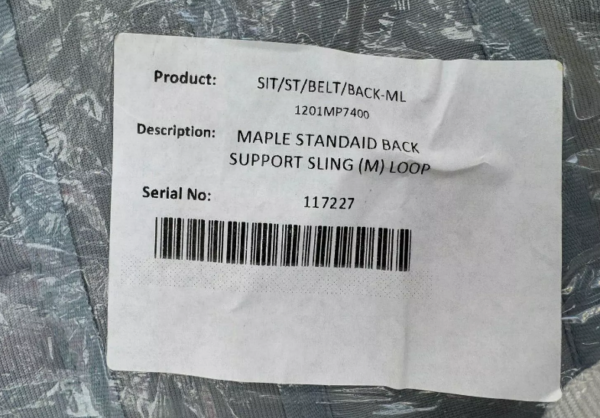 Product: SIT/ST/BELT/BACK-ML
1201MP7400
Description: MAPLE STANDAID BACK
SUPPORT SLING (M) LOOP
Serial No: 117227